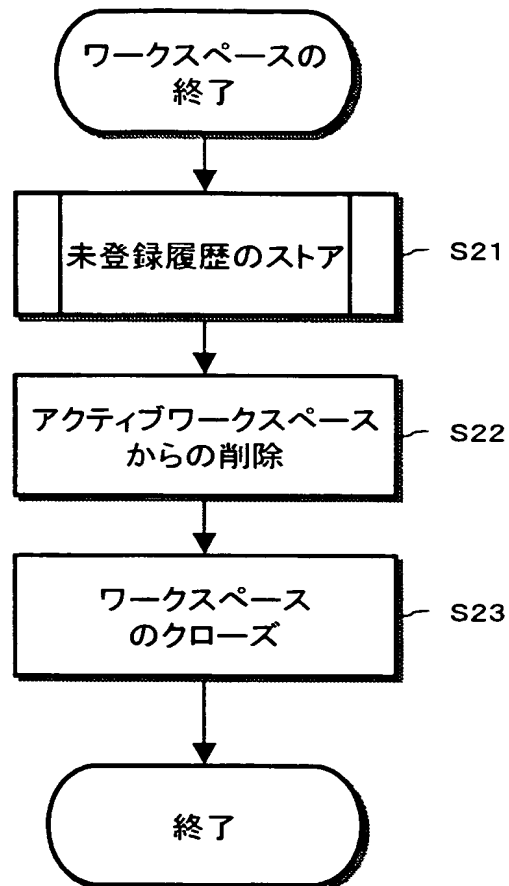 ワークスペースの
終了
未登録履歴のストア
S21
アクティブワークスペース
からの削除
S22
ワークスペース
のクローズ
S23
終了